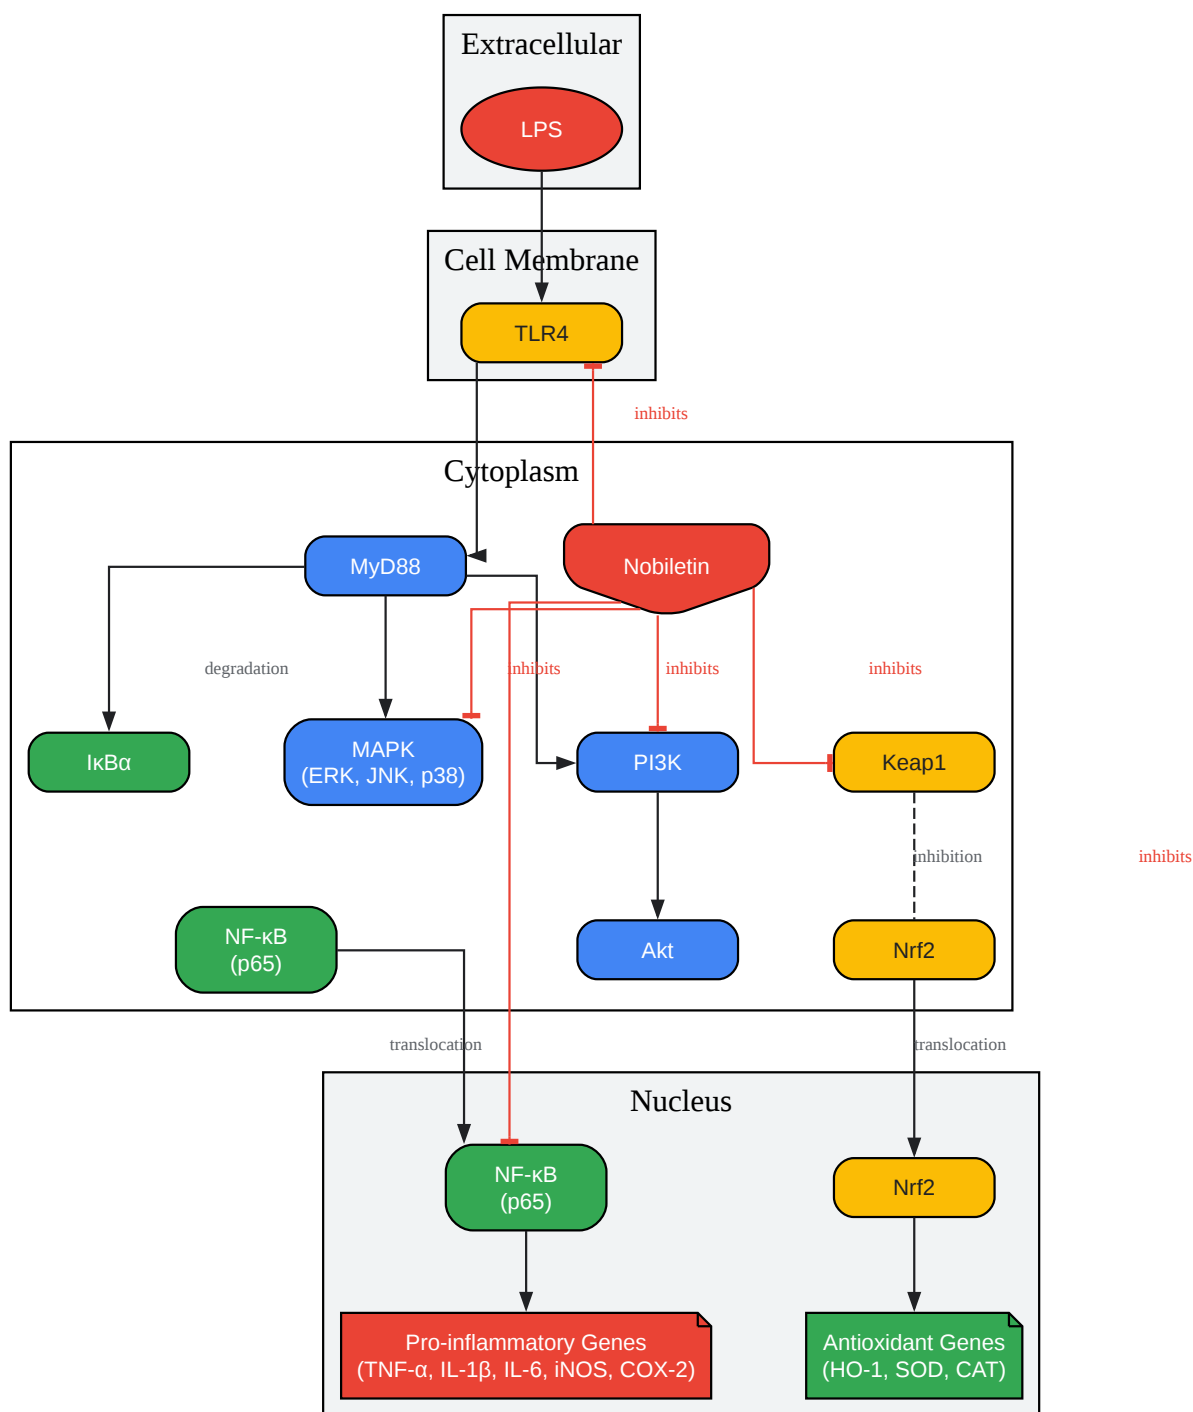 Extracellular
LPS
Cell Membrane
TLR4
inhibits
Cytoplasm
MyD88
Nobiletin
degradation
inhibits
inhibits
inhibits
IκBα
MAPK
(ERK, JNK, p38)
PI3K
Keap1
inhibition
inhibits
NF-κB
(p65)
Akt
Nrf2
translocation
translocation
Nucleus
NF-κB
(p65)
Nrf2
Pro-inflammatory Genes
(TNF-α, IL-1β, IL-6, iNOS, COX-2)
Antioxidant Genes
(HO-1, SOD, CAT)